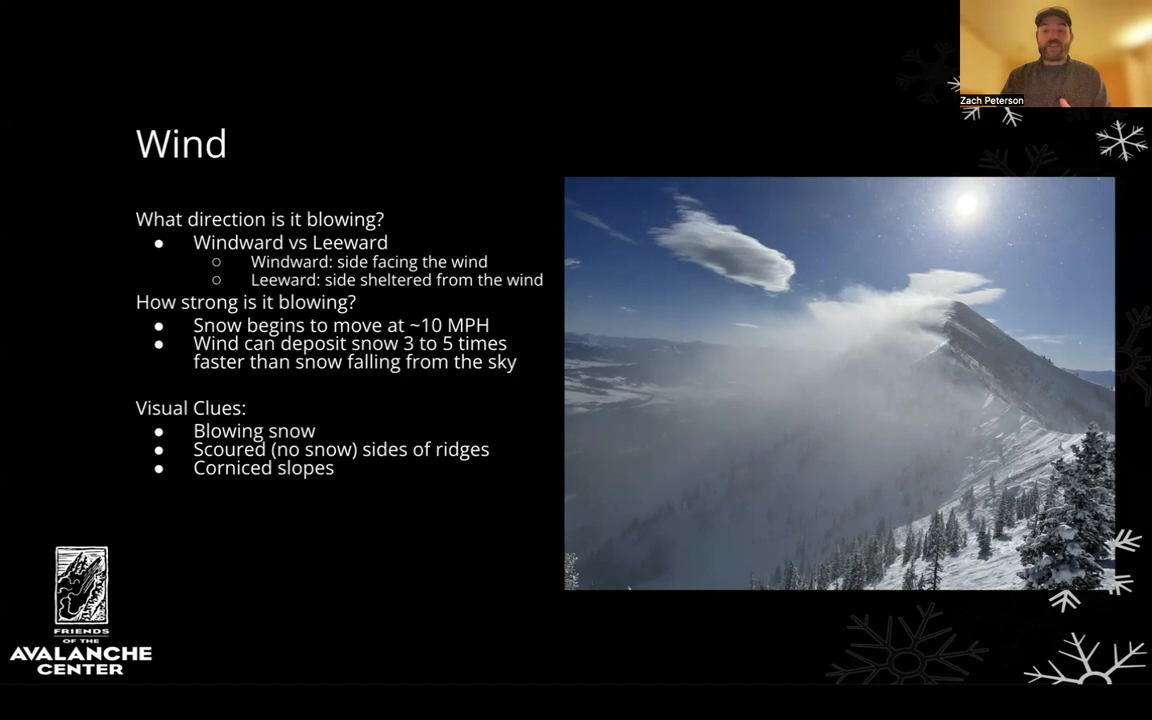 Zach Peterson
Wind
What direction is it blowing?
● Windward vs Leeward
○ Windward: side facing the wind
○ Leeward: side sheltered from the wind
How strong is it blowing?
● Snow begins to move at ~10 MPH
● Wind can deposit snow 3 to 5 times
faster than snow falling from the sky
Visual Clues:
● Blowing snow
● Scoured (no snow) sides of ridges
● Corniced slopes
FRIENDS
OF THE
AVALANCHE
CENTER